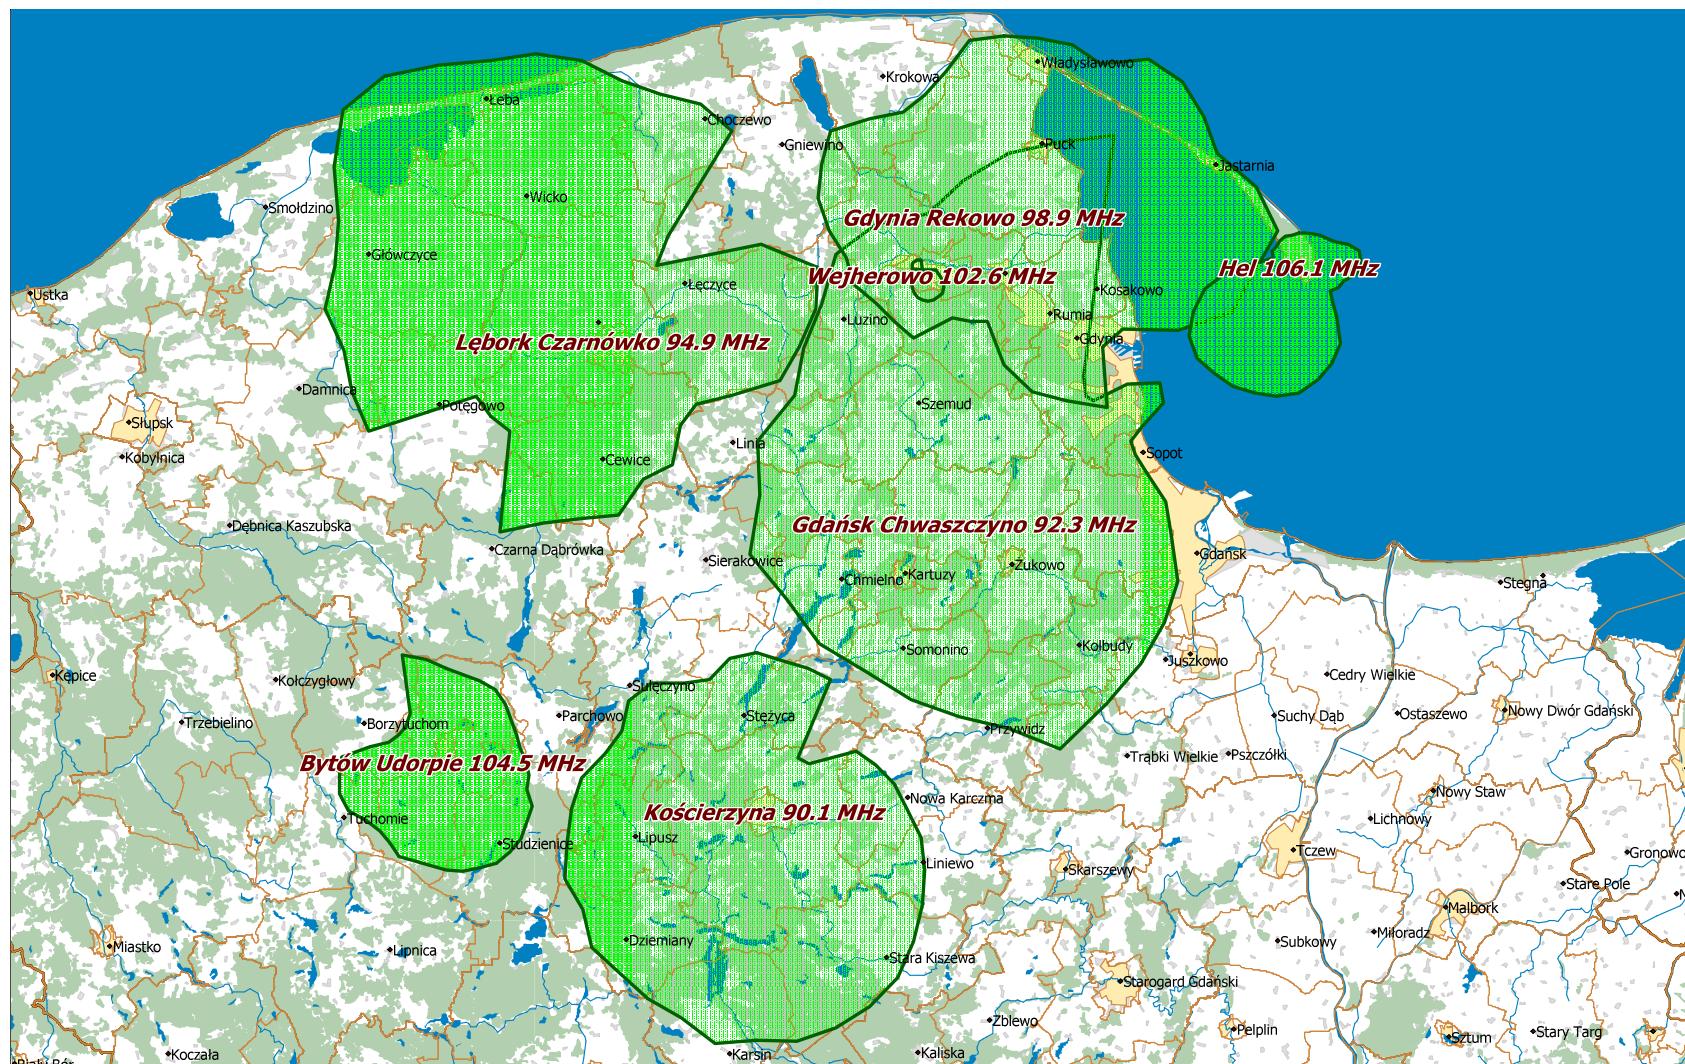 Władysławowo
Krokowa
Łeba
Choczewo
Gniewino
Puck
Jastarnia
Wicko
Smołdzino
Gdynia Rekowo 98.9 MHz
Główczyce
Hel 106.1 MHz
Wejherowo 102.6 MHz
Łęczyce
Kosakowo
Ustka
Rumia
Luzino
Gdynia
Lębork Czarnówko 94.9 MHz
Damnica
Potęgowo
Szemud
Słupsk
Linia
Sopot
Kobylnica
Cewice
Dębnica Kaszubska
Gdańsk Chwaszczyno 92.3 MHz
Czarna Dąbrówka
Gdańsk
Sierakowice
Żukowo
Kartuzy
Chmielno
Stegna
Kolbudy
Somonino
Juszkowo
Kępice
Kołczygłowy
Cedry Wielkie
Sulęczyno
Nowy Dwór Gdański
Ostaszewo
Parchowo
Stężyca
Suchy Dąb
Trzebielino
Borzytuchom
Przywidz
Pszczółki
Trąbki Wielkie
Bytów Udorpie 104.5 MHz
Nowy Staw
Nowa Karczma
Kościerzyna 90.1 MHz
Tuchomie
Lichnowy
Lipusz
Studzienice
Tczew
Gronowo
Liniewo
Skarszewy
Stare Pole
Malbork
Miłoradz
Dziemiany
Subkowy
Miastko
Lipnica
Stara Kiszewa
Starogard Gdański
Zblewo
Pelplin
Stary Targ
Sztum
Koczała
Karsin
Kaliska
Biały Bór